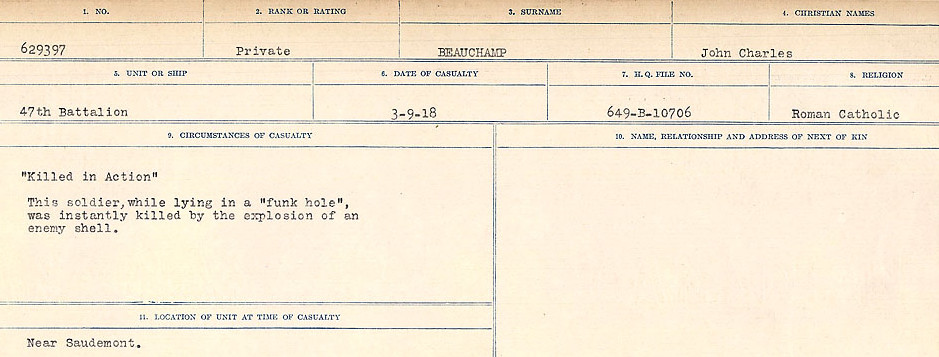 1. NO. 2. RANK OR RATING 3. SURNAME 4. CHRISTIAN NAMES
629397 Private BEAUCHAMP John Charles
5. UNIT OR SHIP 6. DATE OF CASUALTY 7. H.Q. FILE NO. 8. RELIGION
47th Battalion 3-9-18 649-B-10706 Roman Catholic
9. CIRCUMSTANCES OF CASUALTY 10. NAME, RELATIONSHIP AND ADDRESS OF NEXT OF KIN
"Killed in Action"
This soldier,while lying in a "funk hole",
was instantly killed by the explosion of an
enemy shell.
11. LOCATION OF UNIT AT TIME OF CASUALTY
Near Saudemont.